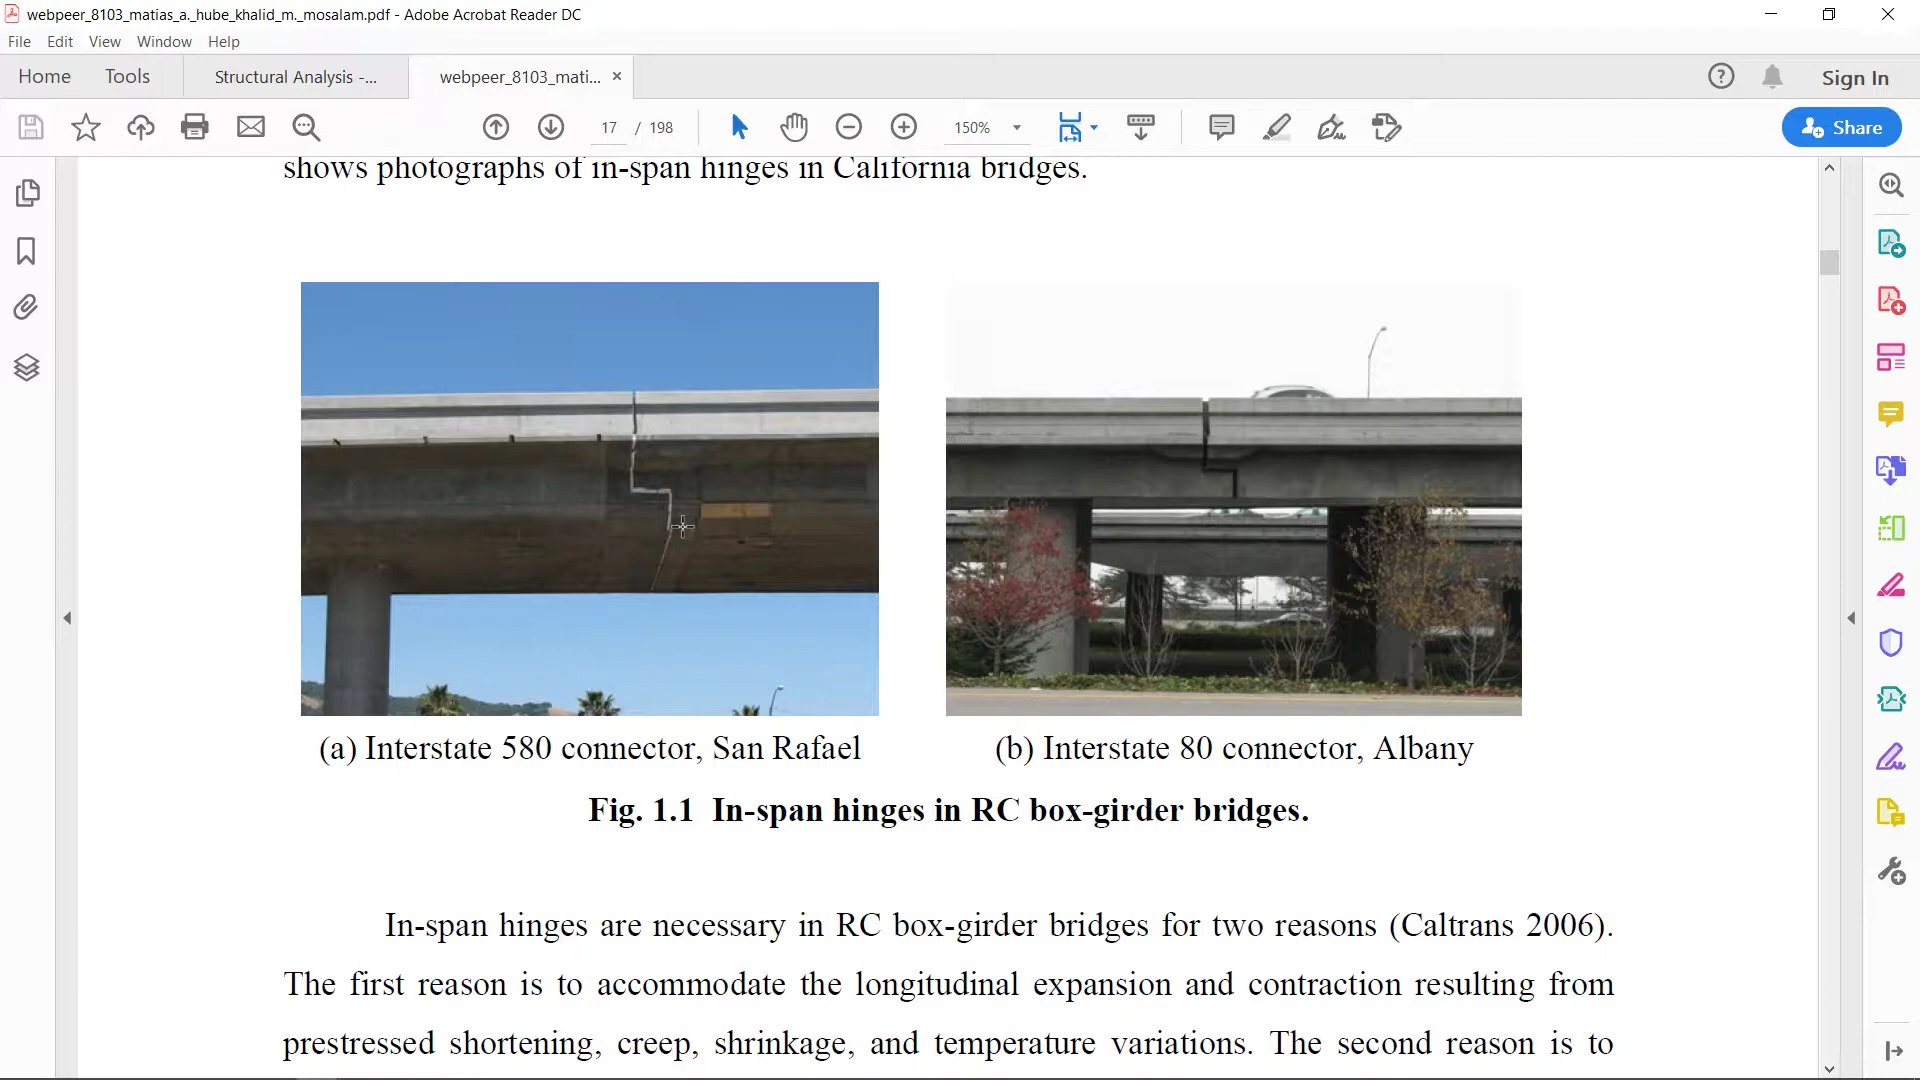 webpeer_8103_matias_a._hube_khalid_m._mosalam.pdf - Adobe Acrobat Reader DC
File Edit View Window Help
Home Tools Structural Analysis -... webpeer_8103_mati... × Sign In
17 / 198 150% Share
shows photographs of in-span hinges in California bridges.
(a) Interstate 580 connector, San Rafael (b) Interstate 80 connector, Albany
Fig. 1.1 In-span hinges in RC box-girder bridges.
In-span hinges are necessary in RC box-girder bridges for two reasons (Caltrans 2006).
The first reason is to accommodate the longitudinal expansion and contraction resulting from
prestressed shortening, creep, shrinkage, and temperature variations. The second reason is to